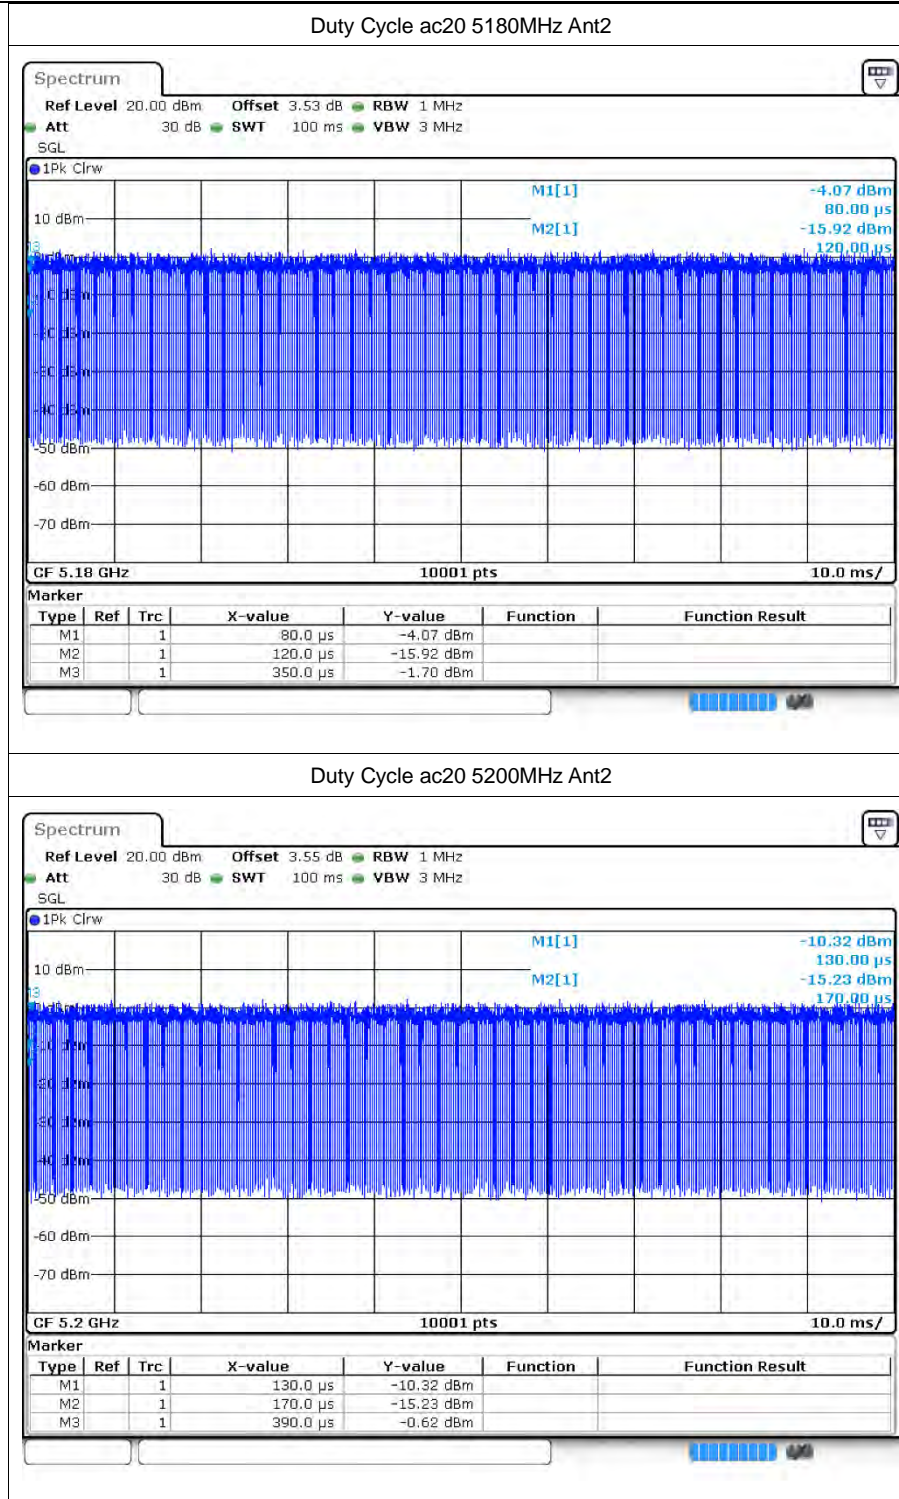 Duty Cycle ac20 5180MHz Ant2
Spectrum
Ref Level 20.00 dBm Offset 3.53 dB RBW 1 MHz
Att 30 dB SWT 100 ms VBW 3 MHz
SGL
1Pk Clrw
M1[1] -4.07 dBm
80.00 µs
10 dBm
M2[1] -15.92 dBm
120.00 µs
-50 dBm
-60 dBm
-70 dBm
CF 5.18 GHz 10001 pts 10.0 ms/
Marker
Type Ref Trc X-value Y-value Function Function Result
M1 1 80.0 µs -4.07 dBm
M2 1 120.0 µs -15.92 dBm
M3 1 350.0 µs -1.70 dBm
Duty Cycle ac20 5200MHz Ant2
Spectrum
Ref Level 20.00 dBm Offset 3.55 dB RBW 1 MHz
Att 30 dB SWT 100 ms VBW 3 MHz
SGL
1Pk Clrw
M1[1] -10.32 dBm
130.00 µs
10 dBm
M2[1] -15.23 dBm
170.00 µs
-50 dBm
-60 dBm
-70 dBm
CF 5.2 GHz 10001 pts 10.0 ms/
Marker
Type Ref Trc X-value Y-value Function Function Result
M1 1 130.0 µs -10.32 dBm
M2 1 170.0 µs -15.23 dBm
M3 1 390.0 µs -0.62 dBm